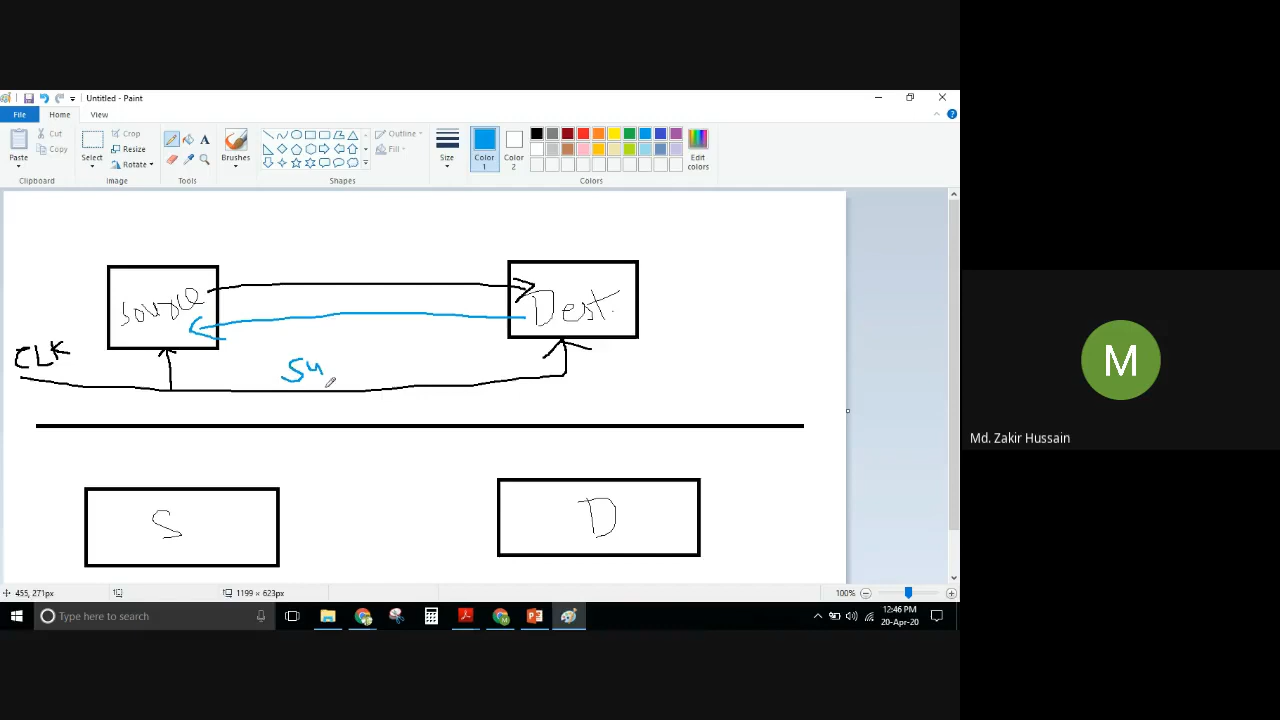 Untitled - Paint
File
Home
View
Cut
Copy
Paste
Crop
Resize
Rotate
Select
Brushes
Outline
Fill
Size
Color 1
Color 2
Edit colors
Clipboard
Image
Tools
Shapes
Colors
Source
Dest.
CLK
Sy
S
D
455, 271px
1199 × 623px
100%
Type here to search
12:46 PM
20-Apr-20
M
Md. Zakir Hussain